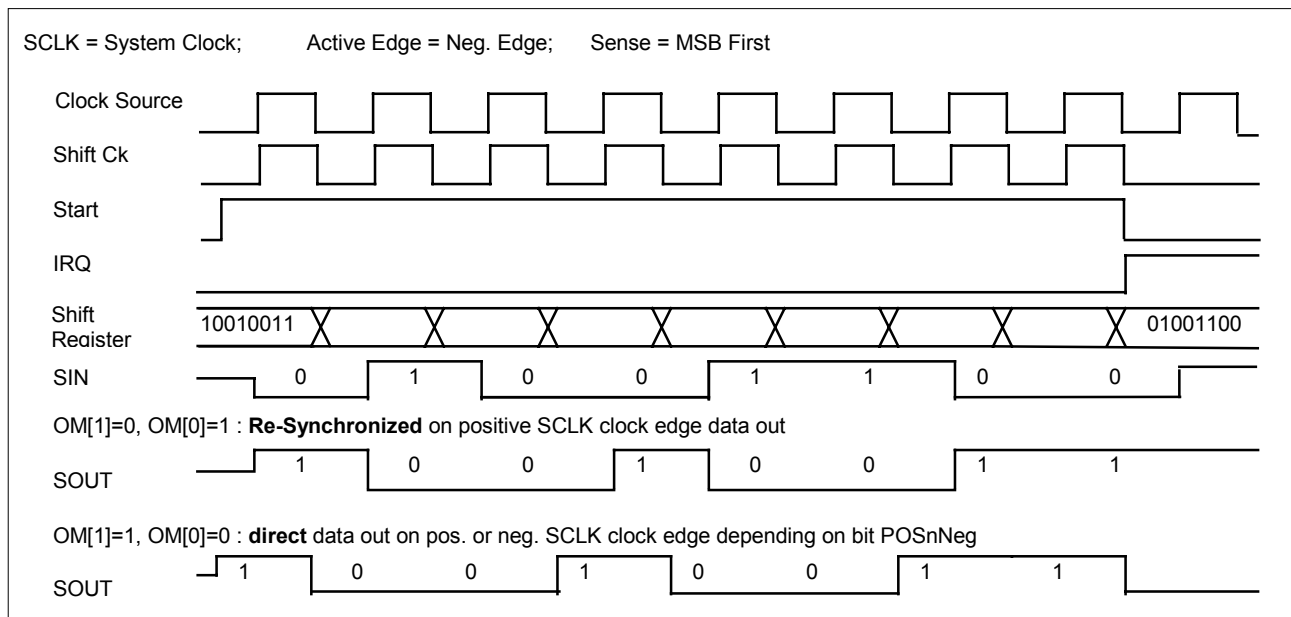 SCLK = System Clock; Active Edge = Neg. Edge; Sense = MSB First
Clock Source
Shift Ck
Start
IRQ
Shift
Register
10010011 01001100
SIN
0 1 0 0 1 1 0 0
OM[1]=0, OM[0]=1 : Re-Synchronized on positive SCLK clock edge data out
1 0 0 1 0 0 1 1
SOUT
OM[1]=1, OM[0]=0 : direct data out on pos. or neg. SCLK clock edge depending on bit POSnNeg
1 0 0 1 0 0 1 1
SOUT